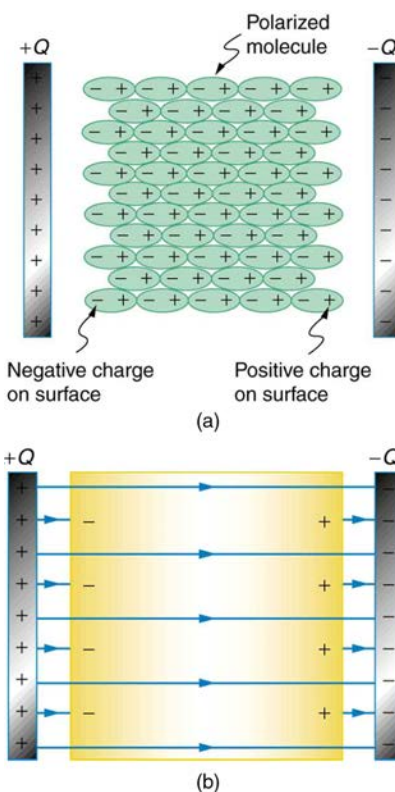 +Q
Polarized
molecule
−Q
Negative charge
on surface
Positive charge
on surface
(a)
+Q
−Q
(b)